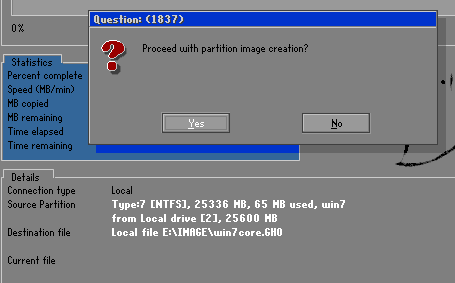 Question: (1837)
0%
Proceed with partition image creation?
Yes No
Statistics
Percent complete
Speed (MB/min)
MB copied
MB remaining
Time elapsed
Time remaining
Details
Connection type Local
Source Partition Type:7 [NTFS], 25336 MB, 65 MB used, win7
from Local drive [2], 25600 MB
Destination file Local file E:\IMAGE\win7core.GHO
Current file